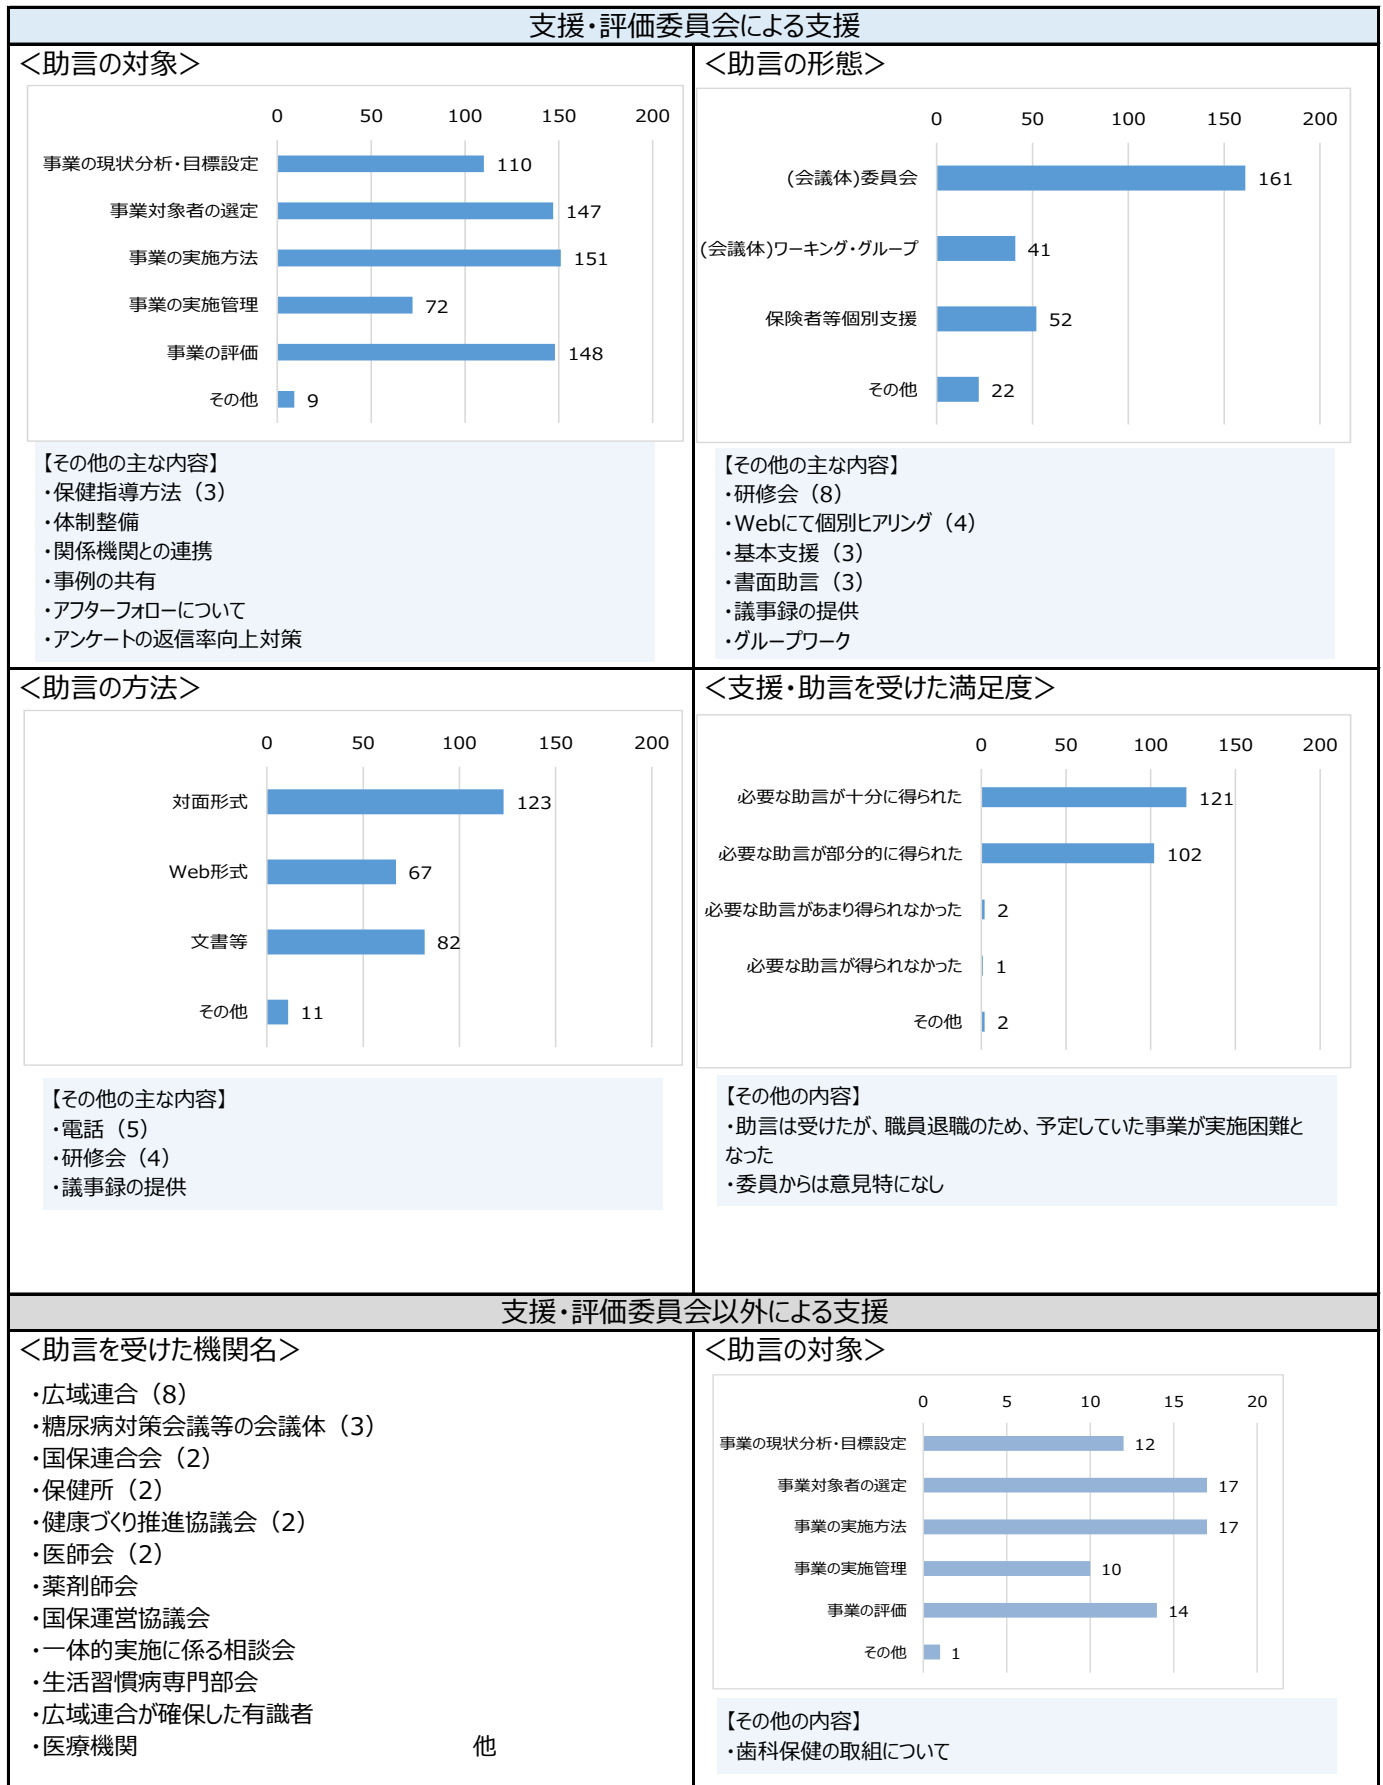 支援・評価委員会による支援
＜助言の対象＞
0 50 100 150 200
事業の現状分析・目標設定 110
事業対象者の選定 147
事業の実施方法 151
事業の実施管理 72
事業の評価 148
その他 9
【その他の主な内容】
・保健指導方法（3）
・体制整備
・関係機関との連携
・事例の共有
・アフターフォローについて
・アンケートの返信率向上対策
＜助言の形態＞
0 50 100 150 200
(会議体)委員会 161
(会議体)ワーキング・グループ 41
保険者等個別支援 52
その他 22
【その他の主な内容】
・研修会（8）
・Webにて個別ヒアリング（4）
・基本支援（3）
・書面助言（3）
・議事録の提供
・グループワーク
＜助言の方法＞
0 50 100 150 200
対面形式 123
Web形式 67
文書等 82
その他 11
【その他の主な内容】
・電話（5）
・研修会（4）
・議事録の提供
＜支援・助言を受けた満足度＞
0 50 100 150 200
必要な助言が十分に得られた 121
必要な助言が部分的に得られた 102
必要な助言があまり得られなかった 2
必要な助言が得られなかった 1
その他 2
【その他の内容】
・助言は受けたが、職員退職のため、予定していた事業が実施困難と
なった
・委員からは意見特になし
支援・評価委員会以外による支援
＜助言を受けた機関名＞
・広域連合（8）
・糖尿病対策会議等の会議体（3）
・国保連合会（2）
・保健所（2）
・健康づくり推進協議会（2）
・医師会（2）
・薬剤師会
・国保運営協議会
・一体的実施に係る相談会
・生活習慣病専門部会
・広域連合が確保した有識者
・医療機関 他
＜助言の対象＞
0 5 10 15 20
事業の現状分析・目標設定 12
事業対象者の選定 17
事業の実施方法 17
事業の実施管理 10
事業の評価 14
その他 1
【その他の内容】
・歯科保健の取組について